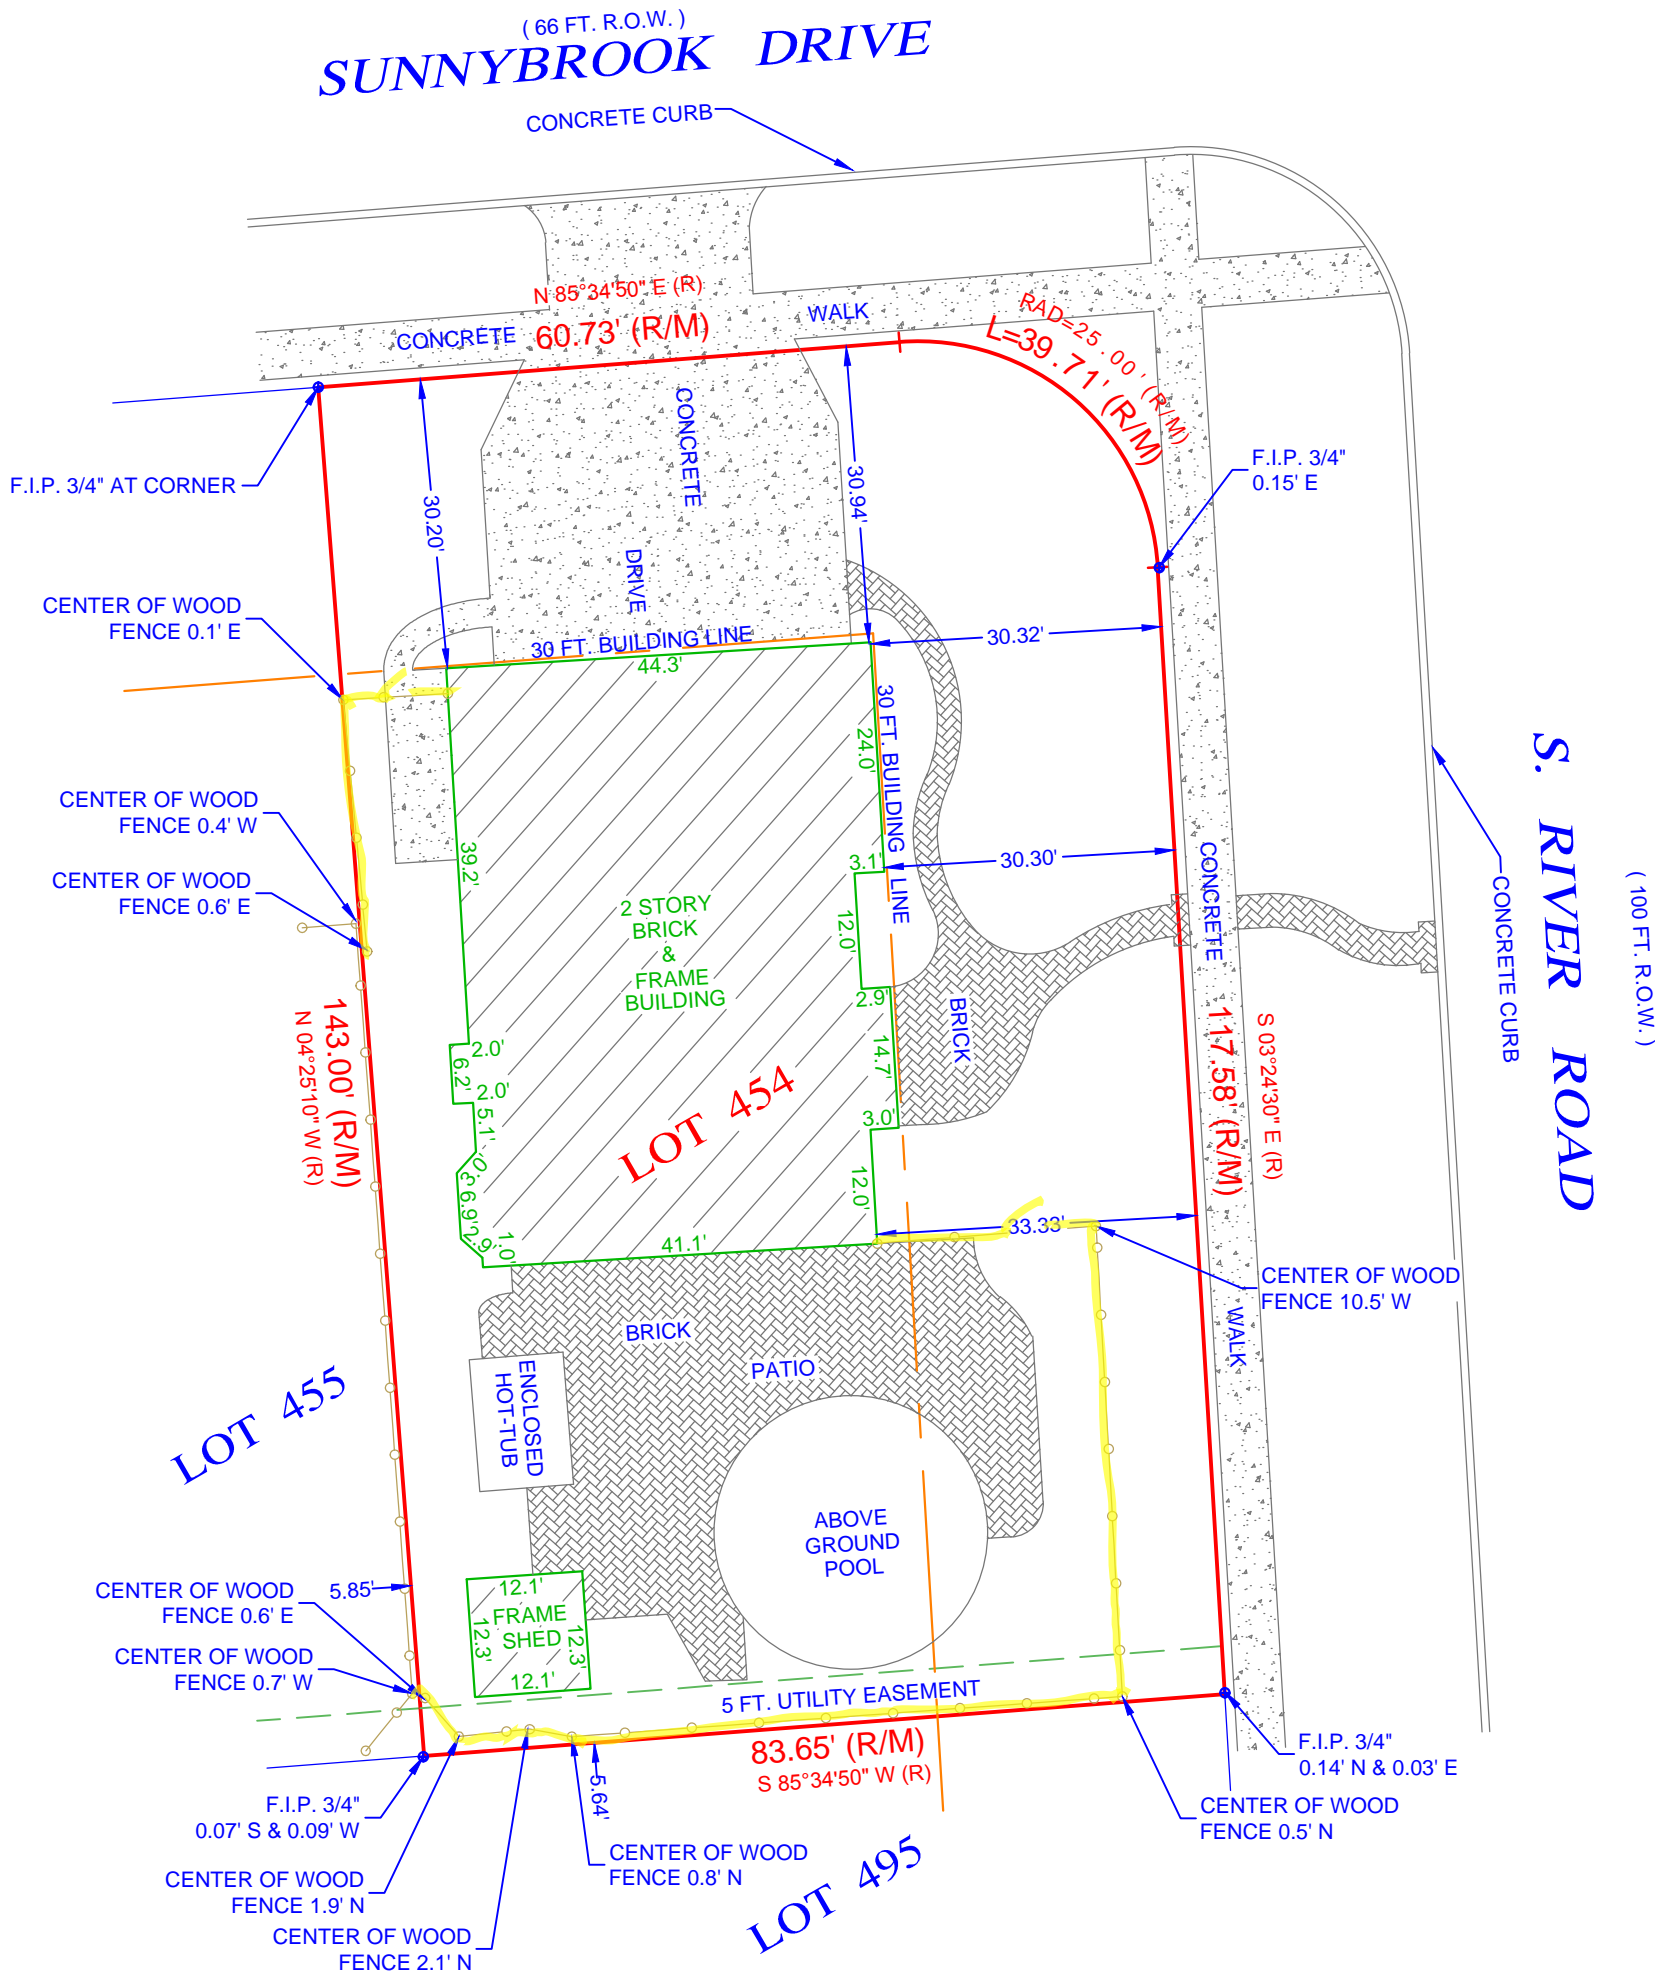 ( 66 FT. R.O.W. )
SUNNYBROOK DRIVE
CONCRETE CURB
N 85°34'50" E (R)
CONCRETE
60.73' (R/M)
WALK
RAD=25.00' (R/M)
L=39.71' (R/M)
F.I.P. 3/4" AT CORNER
30.20'
CONCRETE
DRIVE
30.94'
F.I.P. 3/4"
0.15' E
CENTER OF WOOD
FENCE 0.1' E
30 FT. BUILDING LINE
44.3'
30.32'
30 FT. BUILDING LINE
24.0'
CENTER OF WOOD
FENCE 0.4' W
CENTER OF WOOD
FENCE 0.6' E
39.2'
3.1'
30.30'
2 STORY
BRICK
&
FRAME
BUILDING
12.0'
2.9'
14.7'
3.0'
12.0'
BRICK
CONCRETE
WALK
CONCRETE CURB
S. RIVER ROAD
( 100 FT. R.O.W. )
143.00' (R/M)
N 04°25'10" W (R)
2.0'
6.2'
2.0'
5.1'
3.0'
6.9'
2.9'
1.0'
41.1'
LOT 454
117.58' (R/M)
S 03°24'30" E (R)
33.33'
CENTER OF WOOD
FENCE 10.5' W
BRICK
PATIO
ENCLOSED
HOT-TUB
LOT 455
ABOVE
GROUND
POOL
5.85'
CENTER OF WOOD
FENCE 0.6' E
CENTER OF WOOD
FENCE 0.7' W
12.1'
FRAME
SHED
12.3'
12.3'
12.1'
5 FT. UTILITY EASEMENT
83.65' (R/M)
S 85°34'50" W (R)
5.64'
F.I.P. 3/4"
0.14' N & 0.03' E
CENTER OF WOOD
FENCE 0.5' N
F.I.P. 3/4"
0.07' S & 0.09' W
CENTER OF WOOD
FENCE 1.9' N
CENTER OF WOOD
FENCE 2.1' N
CENTER OF WOOD
FENCE 0.8' N
LOT 495